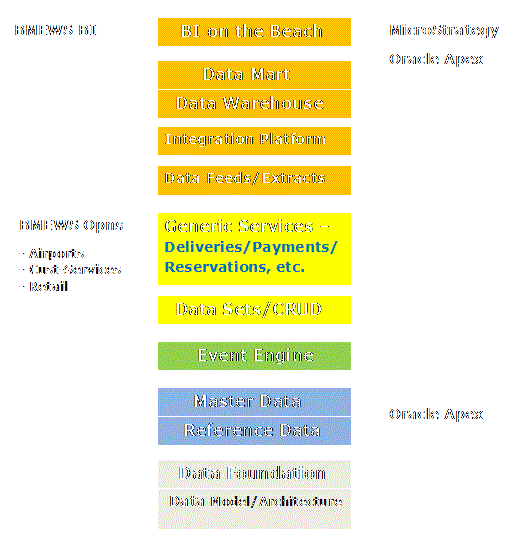 BMEWS BI
BI on the Beach
MicroStrategy
Oracle Apex
Data Mart
Data Warehouse
Integration Platform
Data Feeds/Extracts
BMEWS Opns
- Airports
- Cust Services
- Retail
Generic Services –
Deliveries/Payments/
Reservations, etc.
Data Sets/CRUD
Event Engine
Master Data
Reference Data
Oracle Apex
Data Foundation
Data Model/Architecture